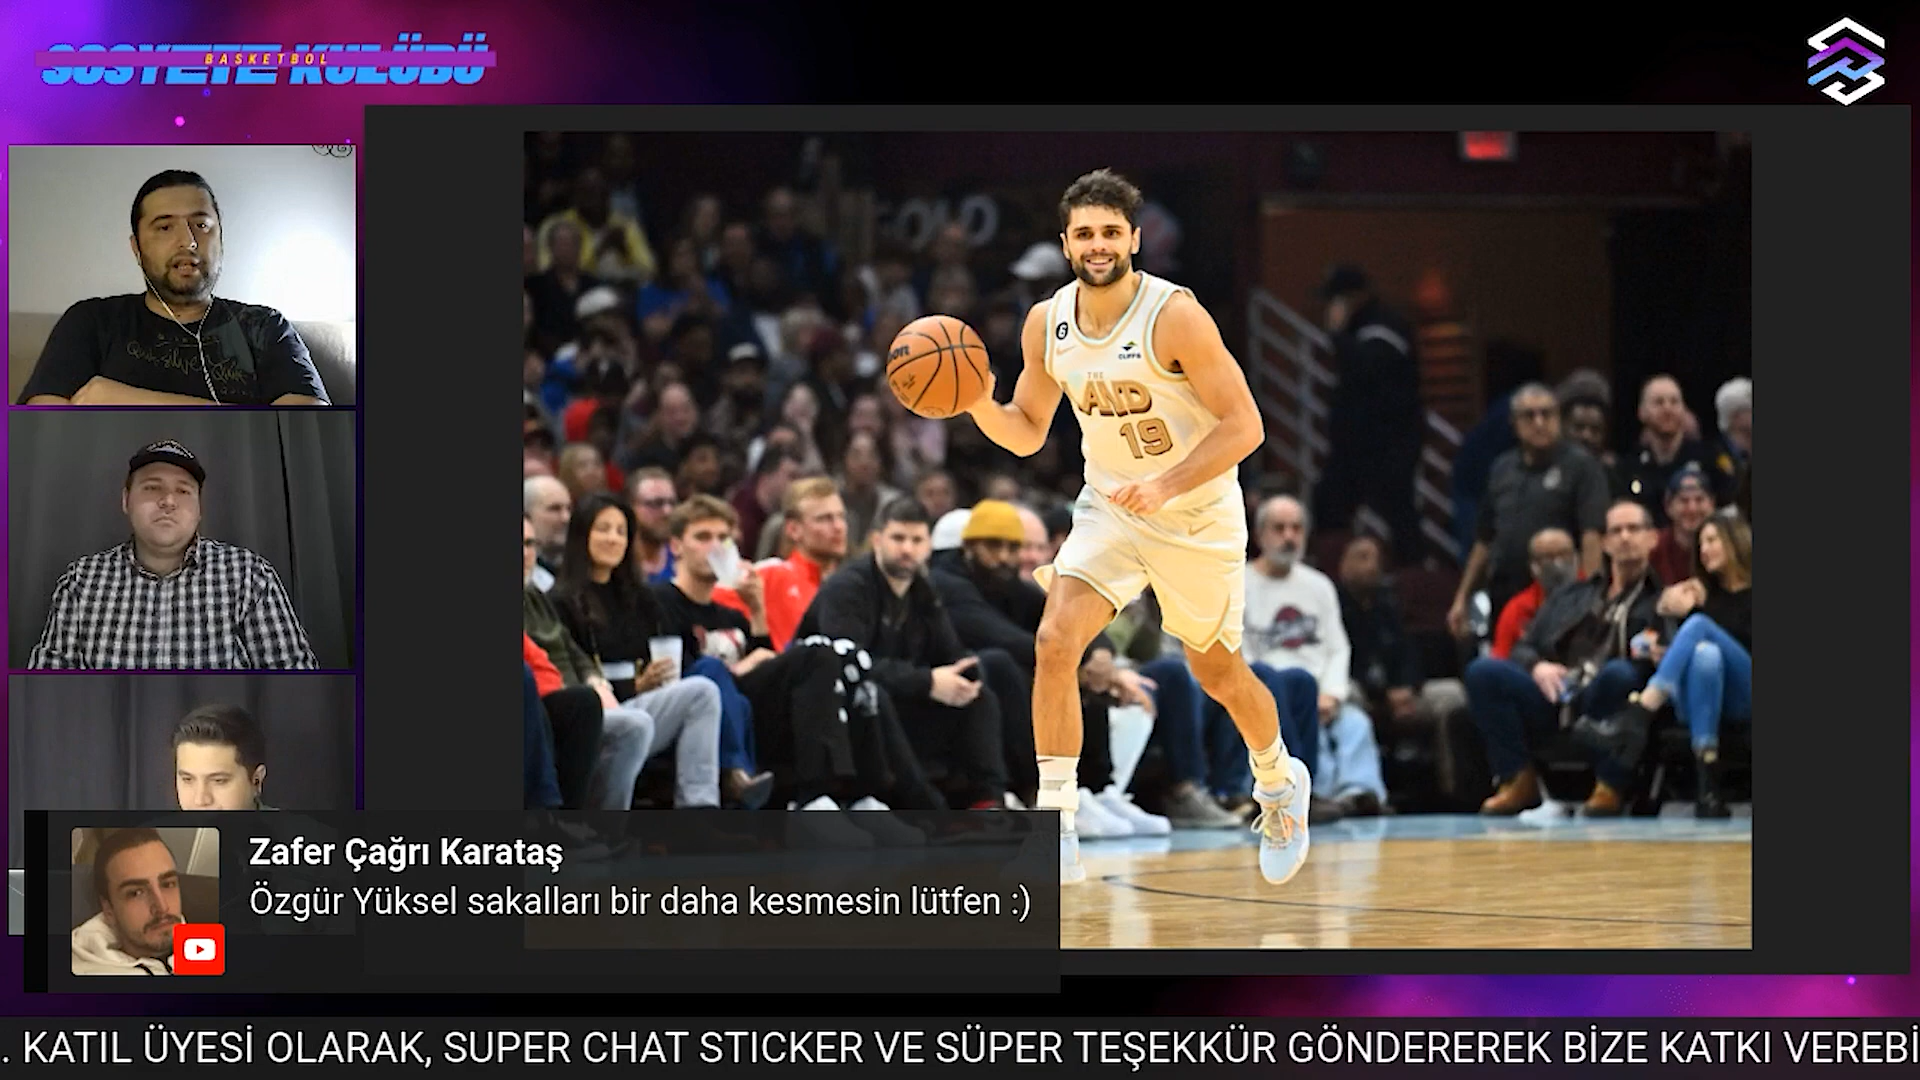 SOSYETE KULÜBÜ
BASKETBOL
6
CLIFFS
THE
LAND
19
Zafer Çağrı Karataş
Özgür Yüksel sakalları bir daha kesmesin lütfen :)
. KATIL ÜYESİ OLARAK, SUPER CHAT STICKER VE SÜPER TEŞEKKÜR GÖNDEREREK BİZE KATKI VEREBİ